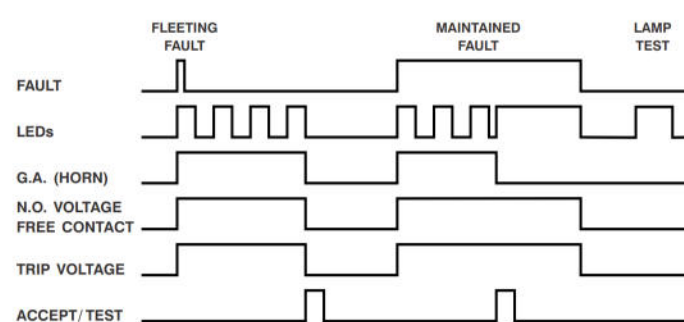 FLEETING
FAULT
MAINTAINED
FAULT
LAMP
TEST
FAULT
LEDs
G.A. (HORN)
N.O. VOLTAGE
FREE CONTACT
TRIP VOLTAGE
ACCEPT/TEST